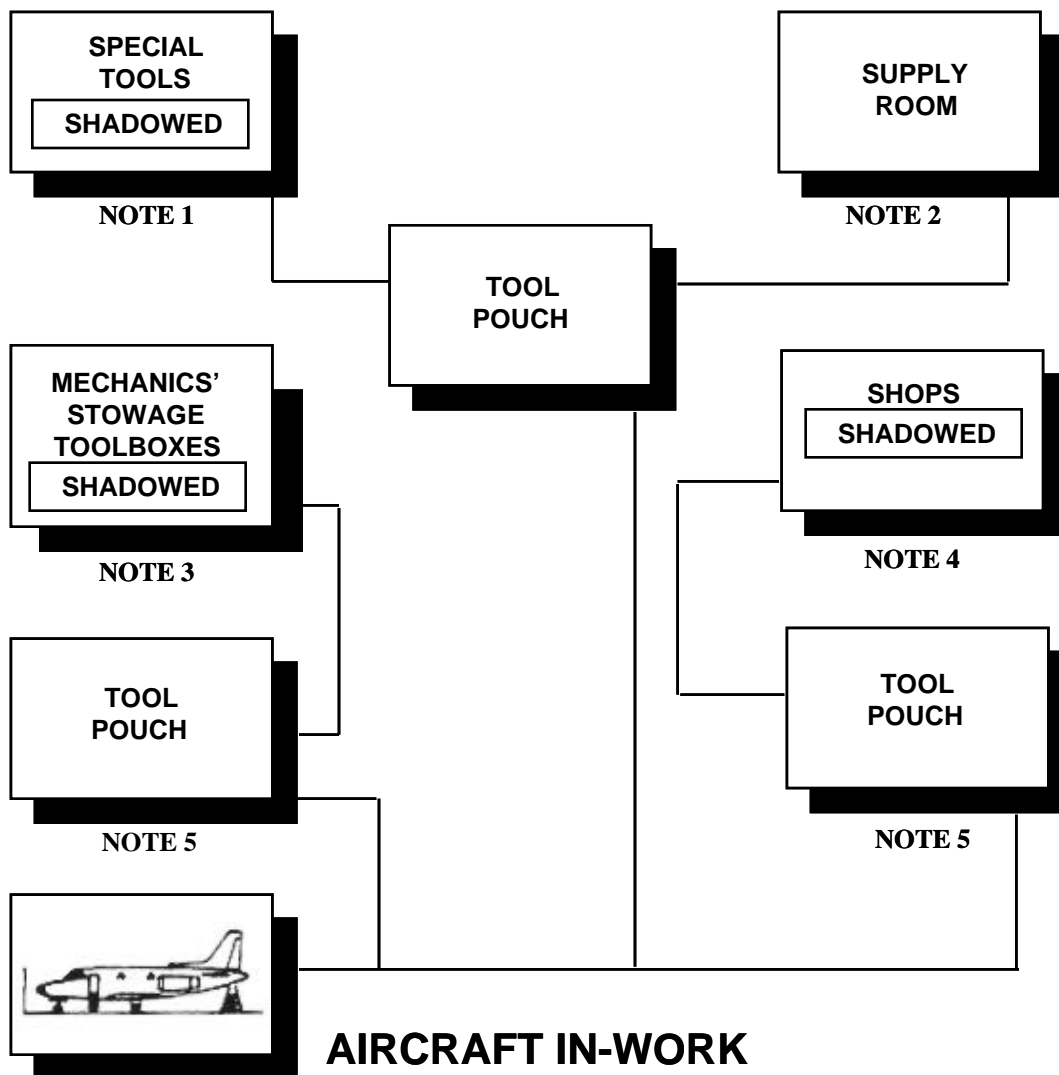 SPECIAL
TOOLS
SHADOWED
NOTE 1
SUPPLY
ROOM
NOTE 2
TOOL
POUCH
MECHANICS’
STOWAGE
TOOLBOXES
SHADOWED
NOTE 3
SHOPS
SHADOWED
NOTE 4
TOOL
POUCH
NOTE 5
TOOL
POUCH
NOTE 5
AIRCRAFT IN-WORK